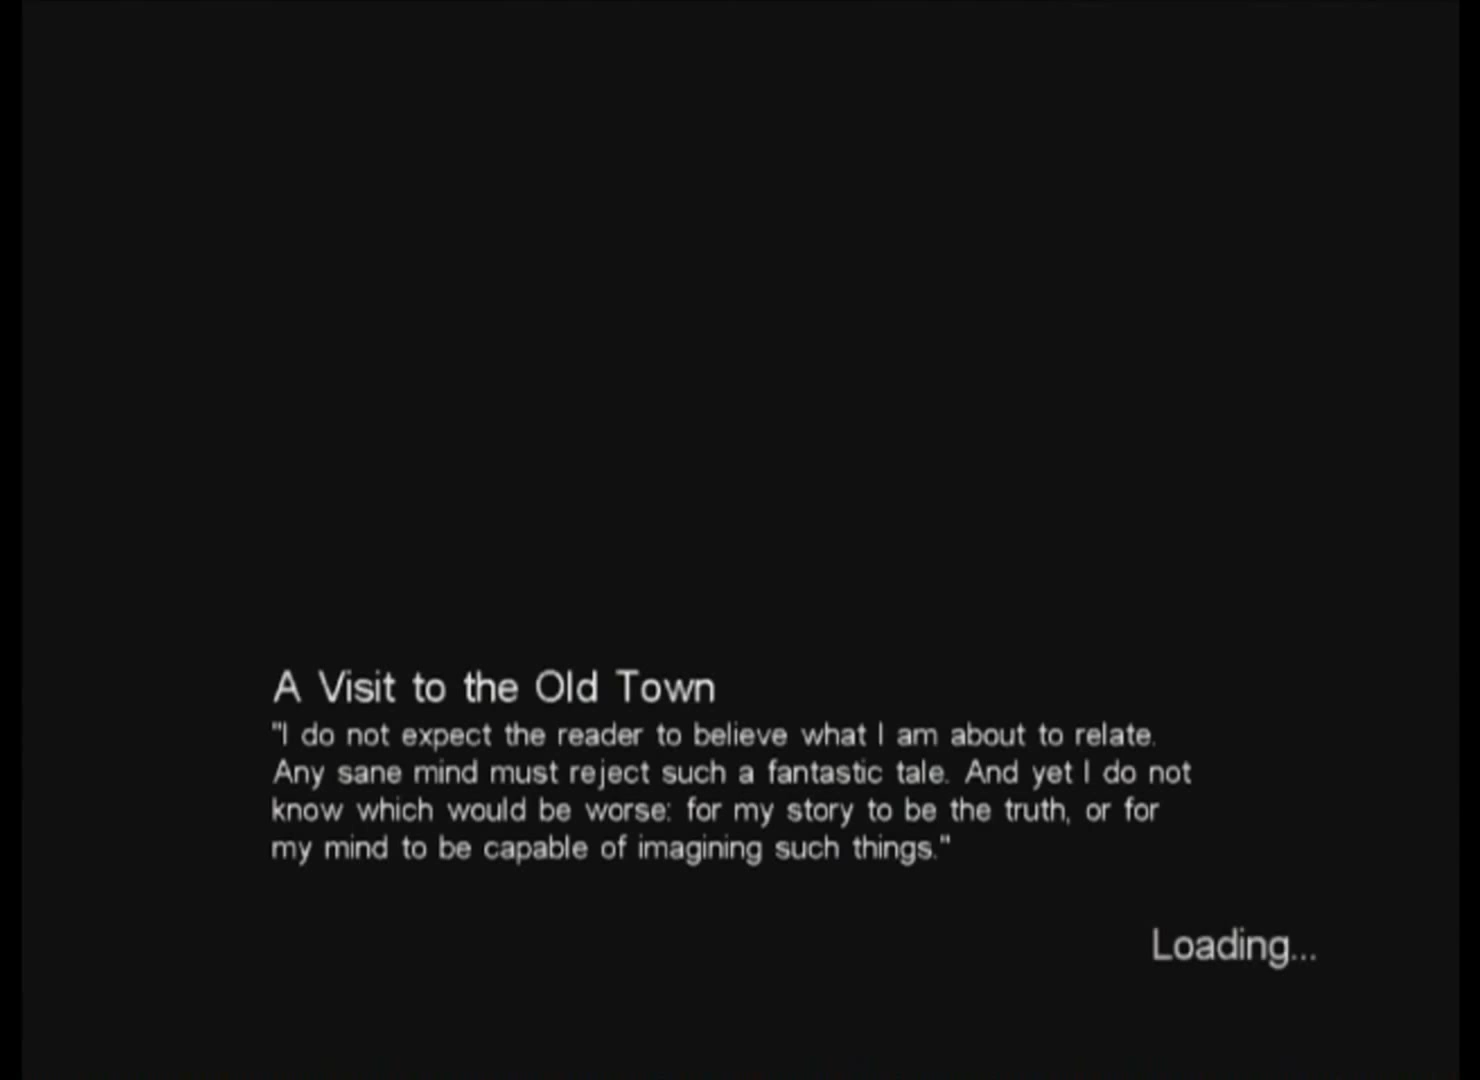 A Visit to the Old Town
"I do not expect the reader to believe what I am about to relate.
Any sane mind must reject such a fantastic tale. And yet I do not
know which would be worse: for my story to be the truth, or for
my mind to be capable of imagining such things."
Loading...